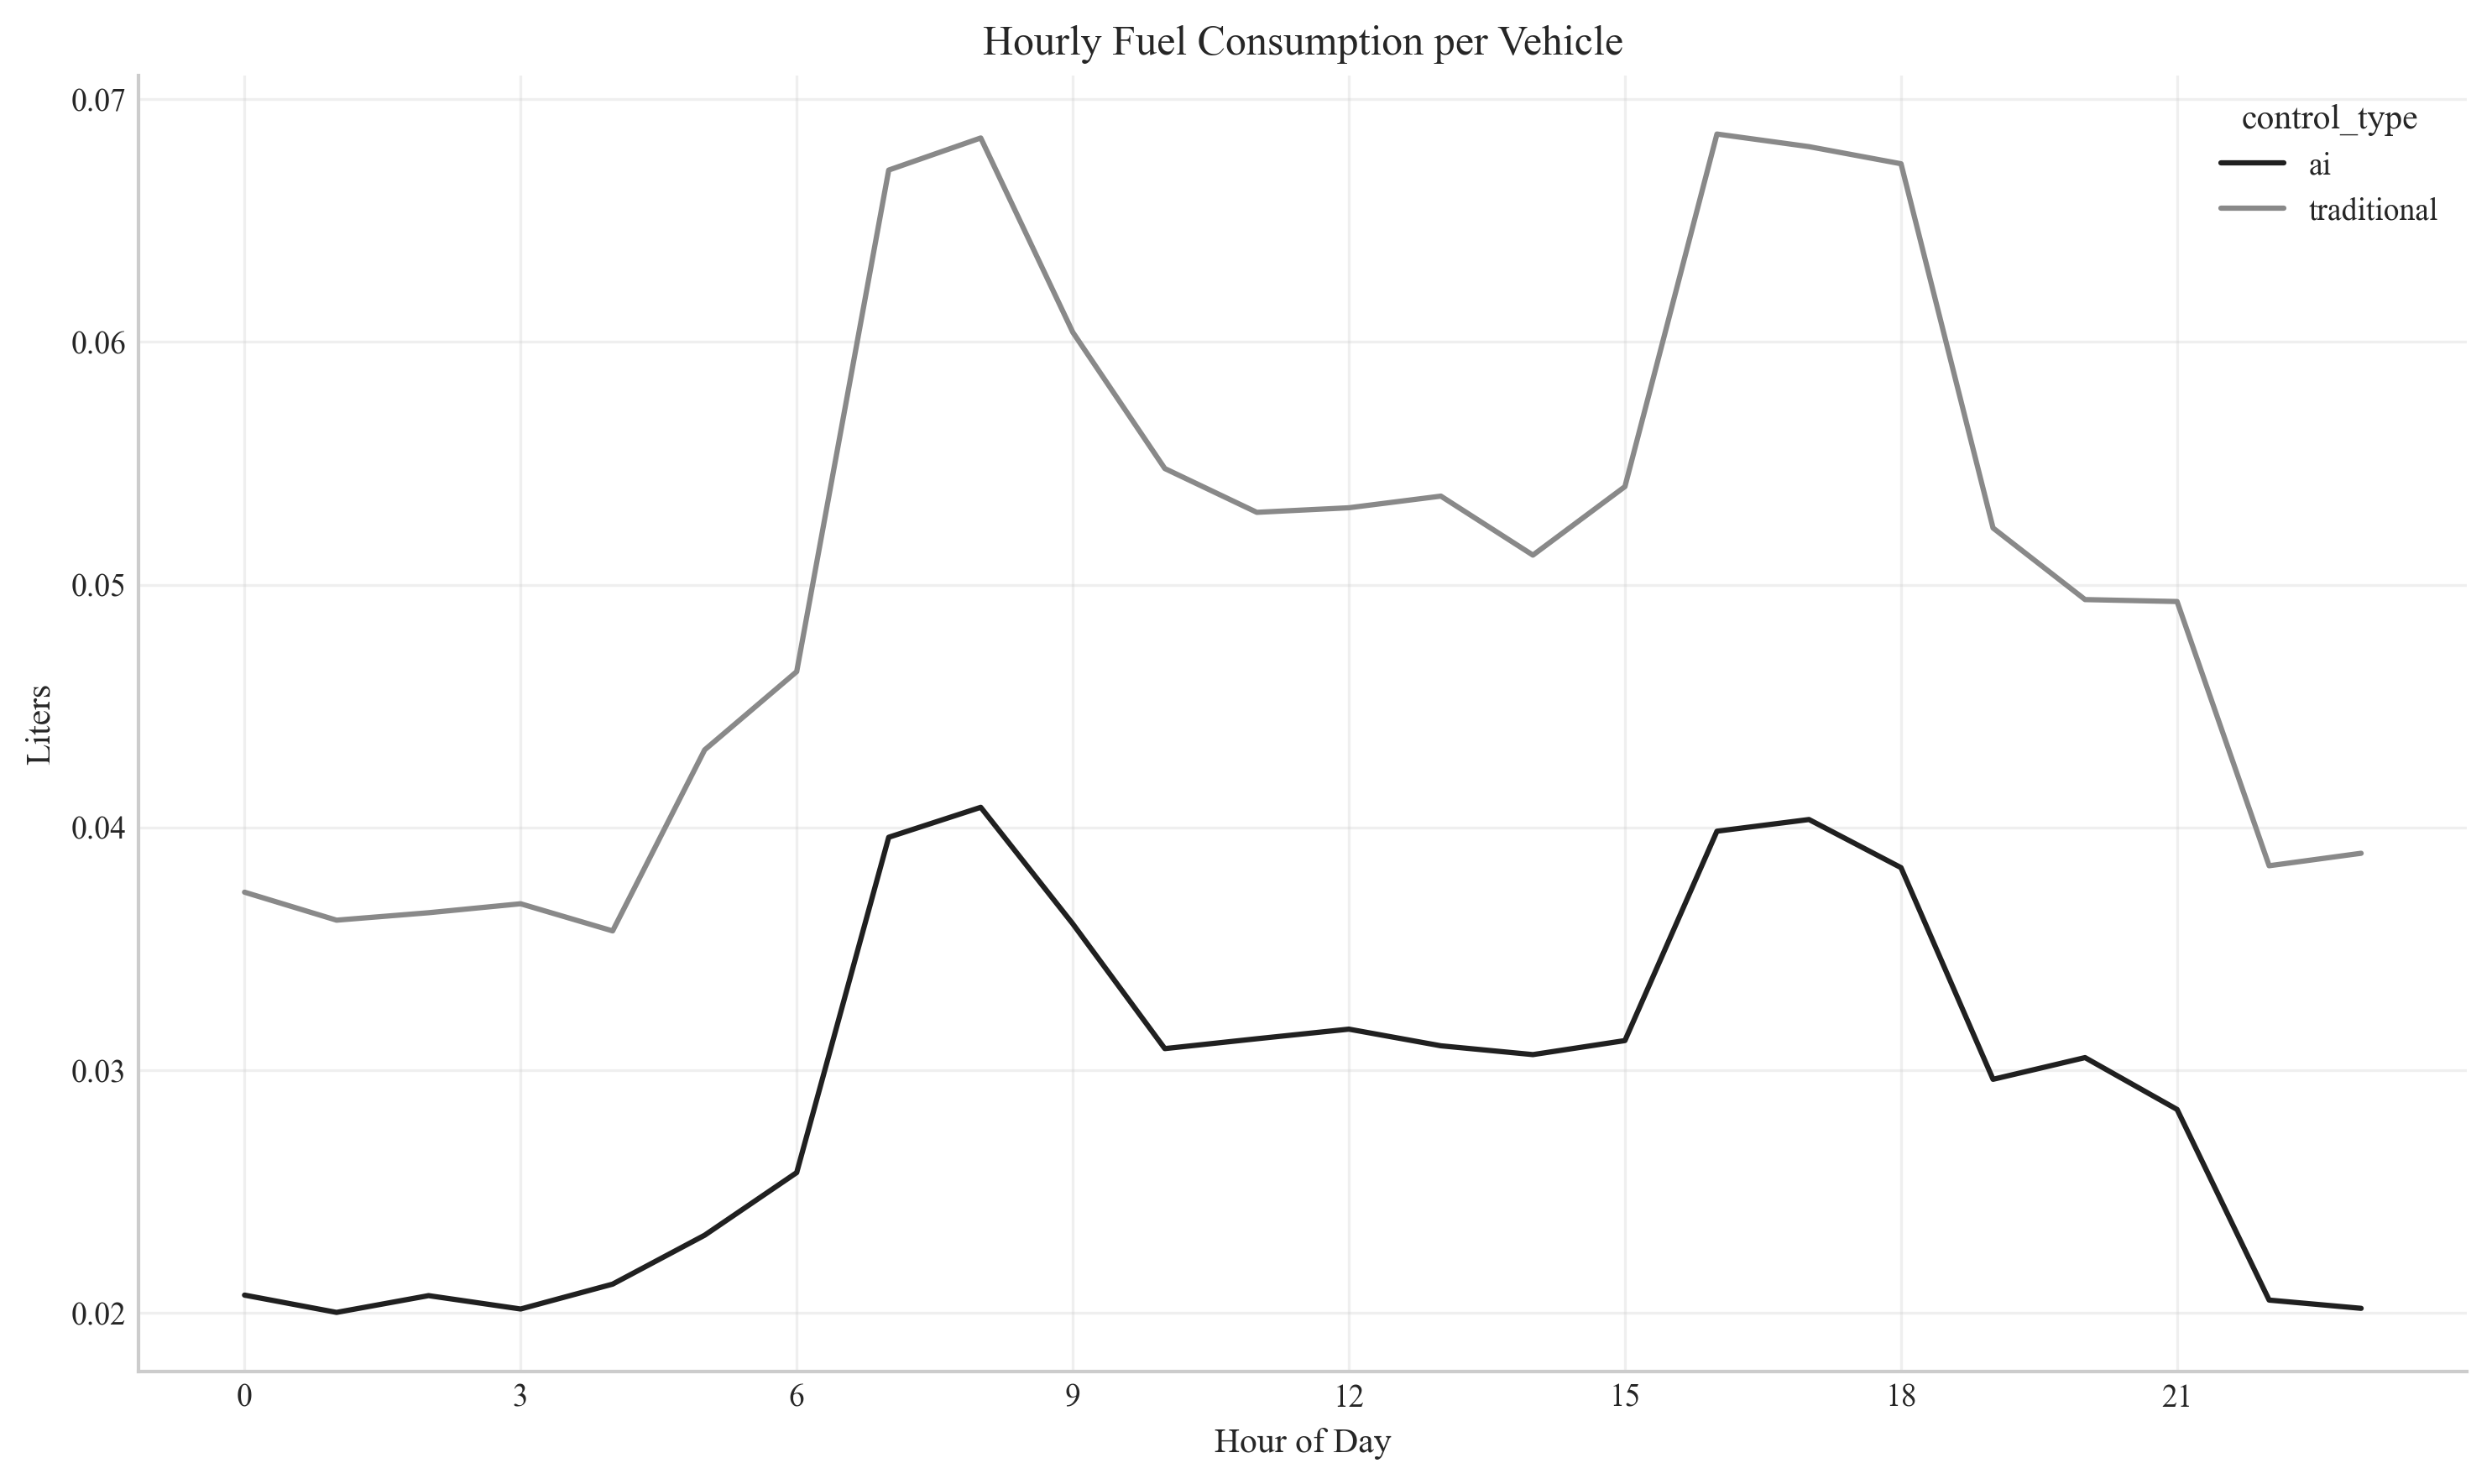 Hourly Fuel Consumption per Vehicle
control_type
ai
traditional
Liters
0.07
0.06
0.05
0.04
0.03
0.02
0 3 6 9 12 15 18 21
Hour of Day